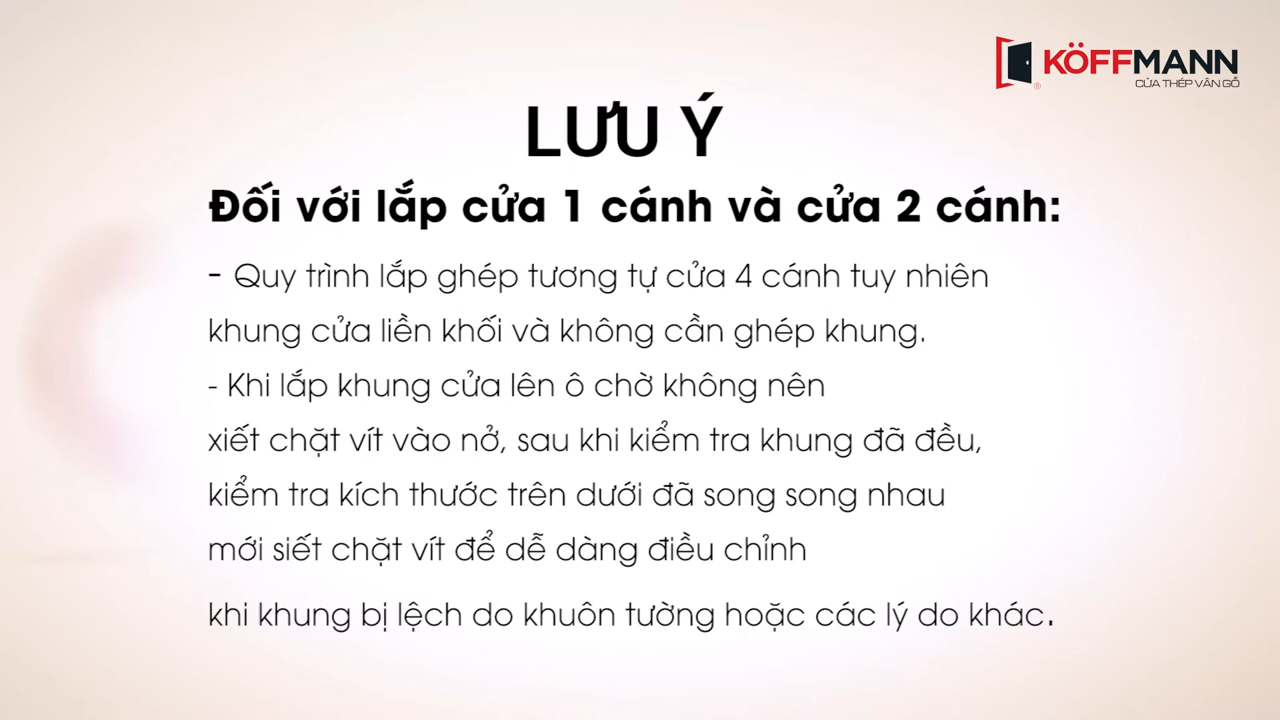 KÖFFMANN
CỬA THÉP VÂN GỖ
LƯU Ý
Đối với lắp cửa 1 cánh và cửa 2 cánh:
- Quy trình lắp ghép tương tự cửa 4 cánh tuy nhiên
khung cửa liền khối và không cần ghép khung.
- Khi lắp khung cửa lên ô chờ không nên
xiết chặt vít vào nở, sau khi kiểm tra khung đã đều,
kiểm tra kích thước trên dưới đã song song nhau
mới siết chặt vít để dễ dàng điều chỉnh
khi khung bị lệch do khuôn tường hoặc các lý do khác.